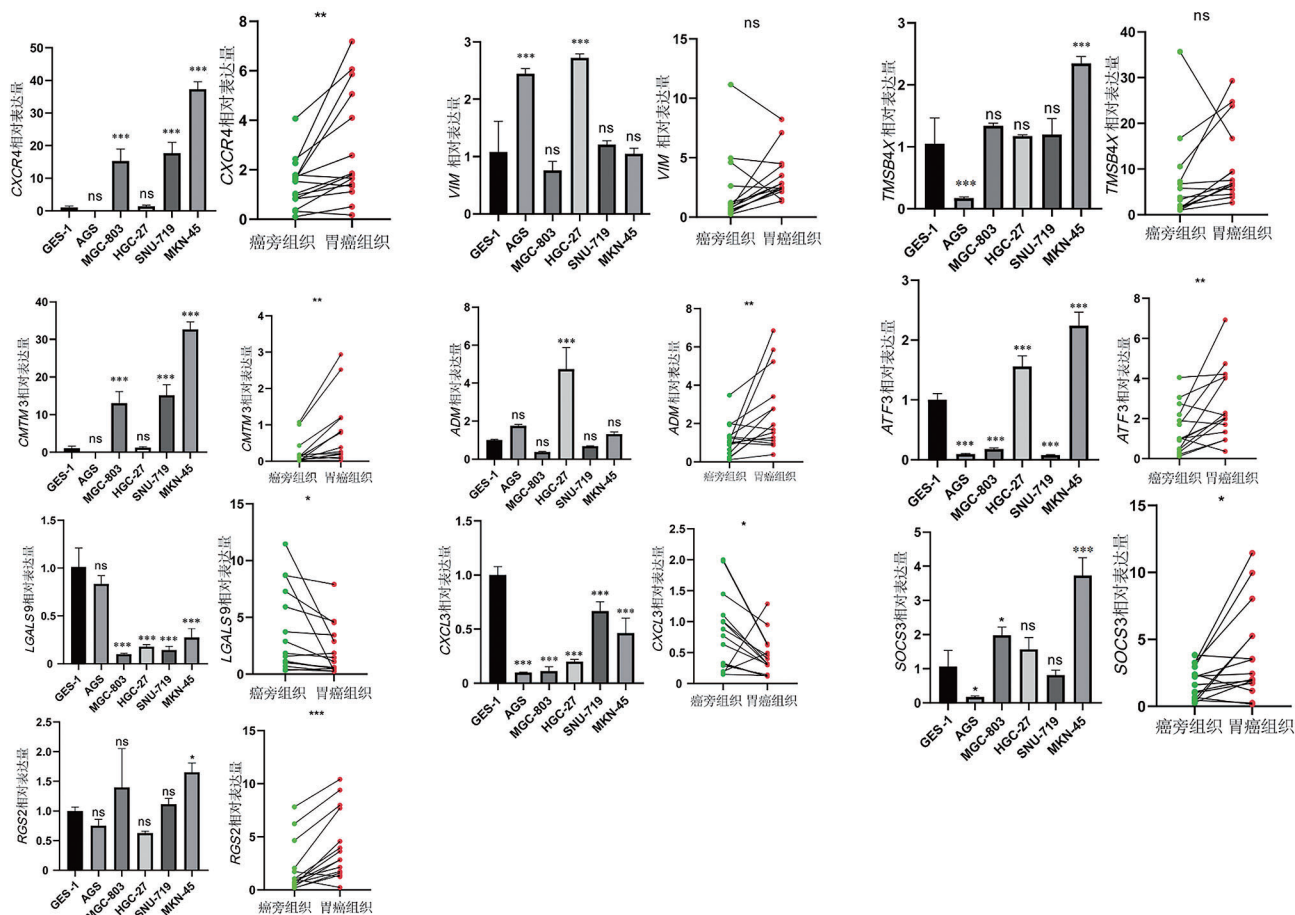 CXCR4相对表达量
50
40
30
20
10
0
ns
***
ns
***
***
GES-1
AGS
MGC-803
HGC-27
SNU-719
MKN-45
**
CXCR4相对表达量
8
6
4
2
0
癌旁组织 胃癌组织
VIM 相对表达量
3
2
1
0
***
ns
***
ns
ns
GES-1
AGS
MGC-803
HGC-27
SNU-719
MKN-45
ns
VIM 相对表达量
15
10
5
0
癌旁组织 胃癌组织
TMSB4X 相对表达量
3
2
1
0
***
ns
ns
ns
***
GES-1
AGS
MGC-803
HGC-27
SNU-719
MKN-45
ns
TMSB4X 相对表达量
40
30
20
10
0
癌旁组织 胃癌组织
CMTM 3相对表达量
40
30
20
10
0
ns
***
ns
***
***
GES-1
AGS
MGC-803
HGC-27
SNU-719
MKN-45
**
CMTM 3相对表达量
4
3
2
1
0
癌旁组织 胃癌组织
ADM 相对表达量
8
6
4
2
0
***
ns
***
ns
ns
GES-1
AGS
MGC-803
HGC-27
SNU-719
MKN-45
**
ADM 相对表达量
8
6
4
2
0
癌旁组织 胃癌组织
ATF3相对表达量
3
2
1
0
***
***
***
***
***
GES-1
AGS
MGC-803
HGC-27
SNU-719
MKN-45
**
ATF3相对表达量
8
6
4
2
0
癌旁组织 胃癌组织
LGALS9相对表达量
1.5
1.0
0.5
0
ns
***
***
***
***
GES-1
AGS
MGC-803
HGC-27
SNU-719
MKN-45
*
LGALS9相对表达量
15
10
5
0
癌旁组织 胃癌组织
CXCL3相对表达量
1.5
1.0
0.5
0
***
***
***
***
***
GES-1
AGS
MGC-803
HGC-27
SNU-719
MKN-45
*
CXCL3相对表达量
2.5
2.0
1.5
1.0
0.5
0
癌旁组织 胃癌组织
SOCS3相对表达量
5
4
3
2
1
0
*
*
ns
ns
***
GES-1
AGS
MGC-803
HGC-27
SNU-719
MKN-45
*
SOCS3相对表达量
15
10
5
0
癌旁组织 胃癌组织
RGS2相对表达量
2.0
1.5
1.0
0.5
0
ns
ns
ns
ns
*
GES-1
AGS
MGC-803
HGC-27
SNU-719
MKN-45
***
RGS2相对表达量
15
10
5
0
癌旁组织 胃癌组织